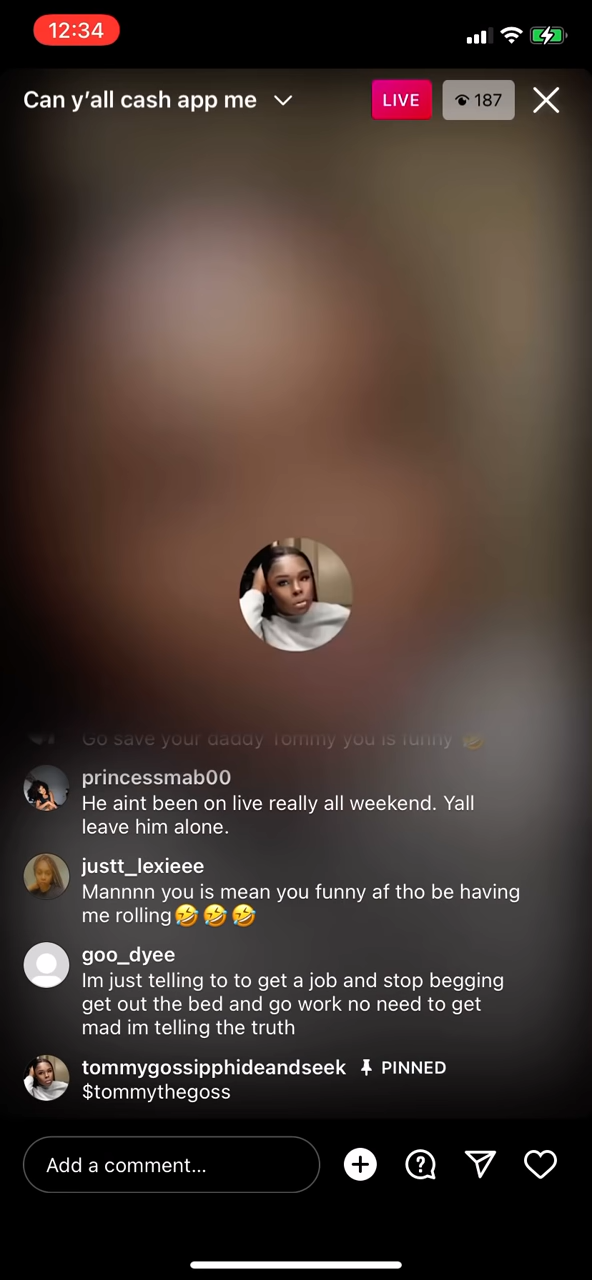 12:34
Can y’all cash app me
LIVE
187
Go save your daddy Tommy you is funny 🤣
princessmab00
He aint been on live really all weekend. Yall
leave him alone.
justt_lexieee
Mannnn you is mean you funny af tho be having
me rolling🤣🤣🤣
goo_dyee
Im just telling to to get a job and stop begging
get out the bed and go work no need to get
mad im telling the truth
tommygossipphideandseek PINNED
$tommythegoss
Add a comment...